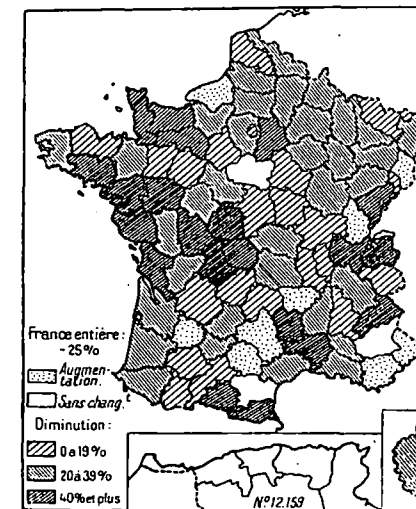 France entière:
-25%
Augmen-
tation.
Sans chang.t
Diminution:
0 à 19%
20 à 39%
40% et plus
N° 12.159